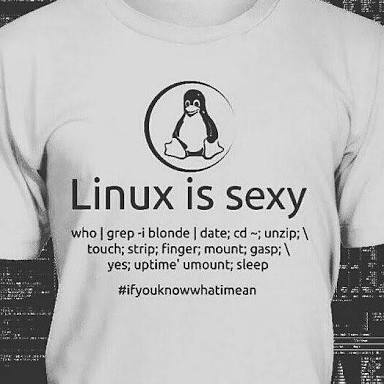 Linux is sexy
who | grep -i blonde | date; cd ~; unzip; \
touch; strip; finger; mount; gasp; \
yes; uptime' umount; sleep
#ifyouknowwhatimean